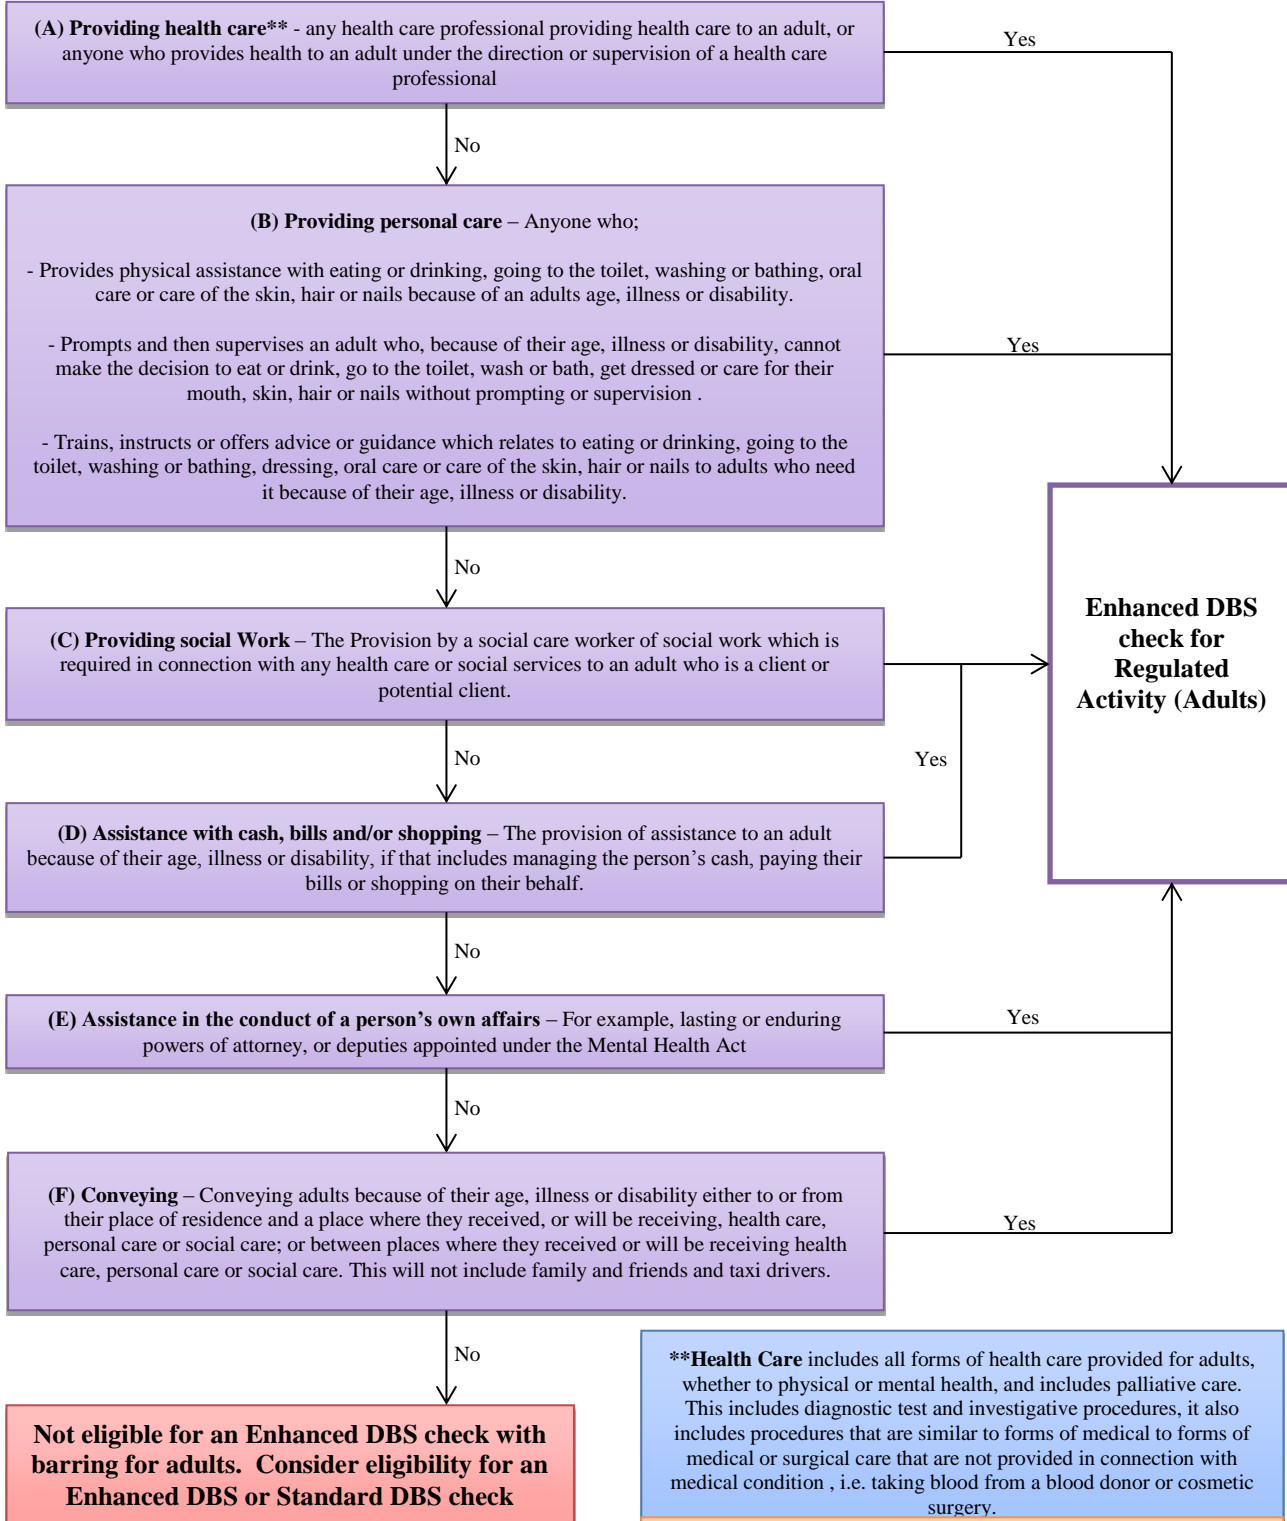 (A) Providing health care** - any health care professional providing health care to an adult, or
anyone who provides health to an adult under the direction or supervision of a health care
professional
Yes
No
(B) Providing personal care – Anyone who;
- Provides physical assistance with eating or drinking, going to the toilet, washing or bathing, oral
care or care of the skin, hair or nails because of an adults age, illness or disability.
- Prompts and then supervises an adult who, because of their age, illness or disability, cannot
make the decision to eat or drink, go to the toilet, wash or bath, get dressed or care for their
mouth, skin, hair or nails without prompting or supervision .
- Trains, instructs or offers advice or guidance which relates to eating or drinking, going to the
toilet, washing or bathing, dressing, oral care or care of the skin, hair or nails to adults who need
it because of their age, illness or disability.
Yes
No
Enhanced DBS
check for
Regulated
Activity (Adults)
(C) Providing social Work – The Provision by a social care worker of social work which is
required in connection with any health care or social services to an adult who is a client or
potential client.
No
Yes
(D) Assistance with cash, bills and/or shopping – The provision of assistance to an adult
because of their age, illness or disability, if that includes managing the person’s cash, paying their
bills or shopping on their behalf.
No
(E) Assistance in the conduct of a person’s own affairs – For example, lasting or enduring
powers of attorney, or deputies appointed under the Mental Health Act
Yes
No
(F) Conveying – Conveying adults because of their age, illness or disability either to or from
their place of residence and a place where they received, or will be receiving, health care,
personal care or social care; or between places where they received or will be receiving health
care, personal care or social care. This will not include family and friends and taxi drivers.
Yes
No
Not eligible for an Enhanced DBS check with
barring for adults. Consider eligibility for an
Enhanced DBS or Standard DBS check
**Health Care includes all forms of health care provided for adults,
whether to physical or mental health, and includes palliative care.
This includes diagnostic test and investigative procedures, it also
includes procedures that are similar to forms of medical to forms of
medical or surgical care that are not provided in connection with
medical condition , i.e. taking blood from a blood donor or cosmetic
surgery.